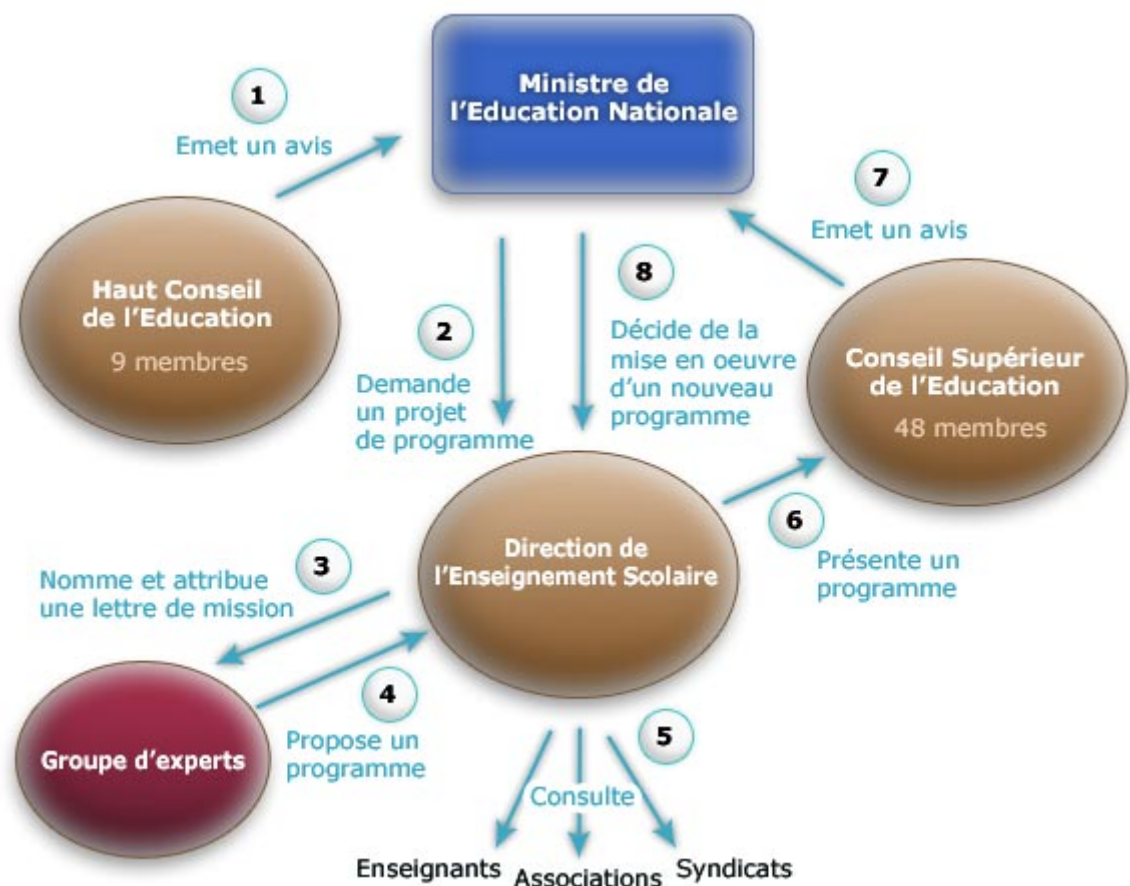 Ministre de
l'Education Nationale
1
Emet un avis
7
Emet un avis
Haut Conseil
de l'Education
9 membres
2
Demande
un projet
de programme
8
Décide de la
mise en oeuvre
d'un nouveau
programme
Conseil Supérieur
de l'Education
48 membres
Direction de
l'Enseignement Scolaire
6
Présente un
programme
3
Nomme et attribue
une lettre de mission
4
Propose un
programme
Groupe d'experts
5
Consulte
Enseignants
Associations
Syndicats